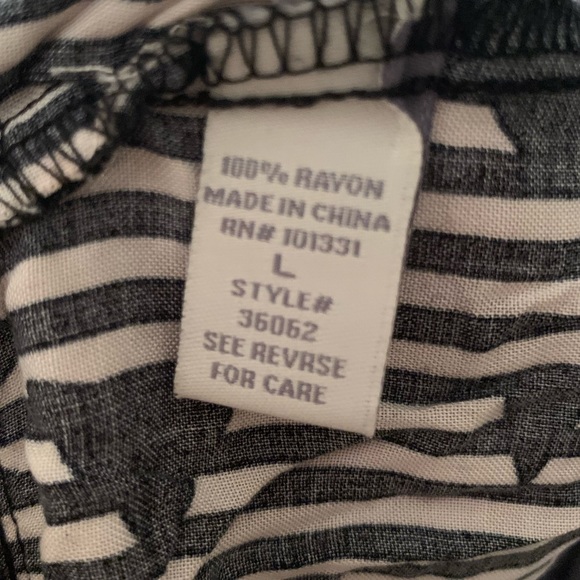 100% RAYON
MADE IN CHINA
RN# 101331
L
STYLE#
36062
SEE REVRSE
FOR CARE